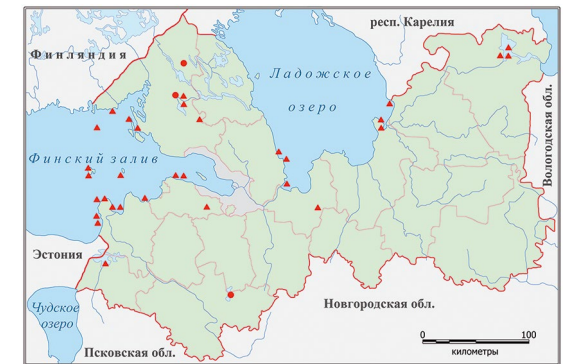 респ. Карелия
Финляндия
Ладожское
озеро
Вологодская обл.
Финский залив
Эстония
Чудское
озеро
Новгородская обл.
Псковская обл.
0 100
километры